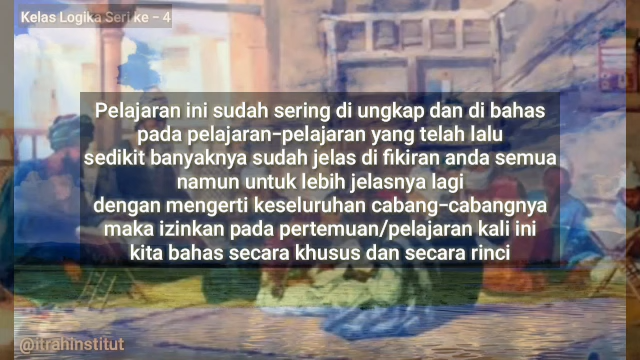 Kelas Logika Seri ke - 4
Pelajaran ini sudah sering di ungkap dan di bahas
pada pelajaran-pelajaran yang telah lalu
sedikit banyaknya sudah jelas di fikiran anda semua
namun untuk lebih jelasnya lagi
dengan mengerti keseluruhan cabang-cabangnya
maka izinkan pada pertemuan/pelajaran kali ini
kita bahas secara khusus dan secara rinci
@itrahinstitut